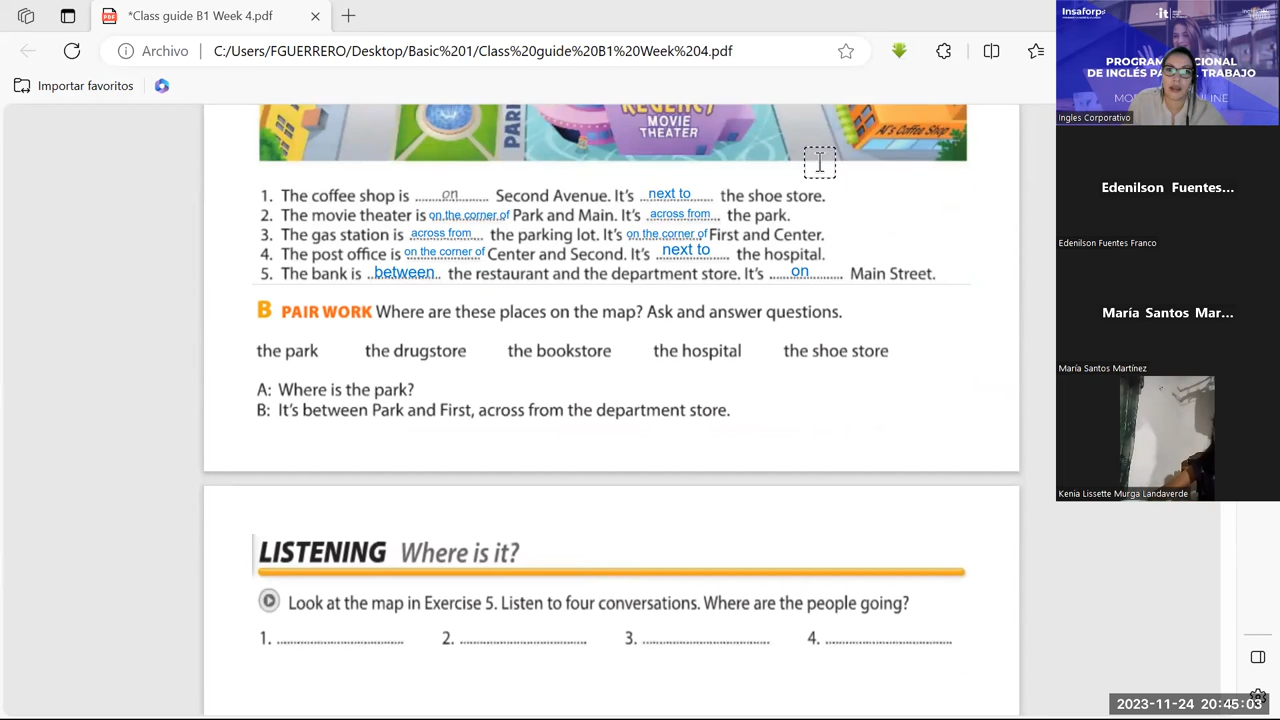 *Class guide B1 Week 4.pdf
Archivo
C:/Users/FGUERRERO/Desktop/Basic%201/Class%20guide%20B1%20Week%204.pdf
Importar favoritos
PARK
REGENCY
MOVIE
THEATER
Al's Coffee Shop
1. The coffee shop is on Second Avenue. It's next to the shoe store.
2. The movie theater is on the corner of Park and Main. It's across from the park.
3. The gas station is across from the parking lot. It's on the corner of First and Center.
4. The post office is on the corner of Center and Second. It's next to the hospital.
5. The bank is between the restaurant and the department store. It's on Main Street.
B PAIR WORK Where are these places on the map? Ask and answer questions.
the park the drugstore the bookstore the hospital the shoe store
A: Where is the park?
B: It's between Park and First, across from the department store.
LISTENING Where is it?
Look at the map in Exercise 5. Listen to four conversations. Where are the people going?
1. 2. 3. 4.
Insaforp
it
Ingles Corporativo
Edenilson Fuentes...
Edenilson Fuentes Franco
María Santos Mar...
María Santos Martínez
Kenia Lissette Murga Landaverde
2023-11-24 20:45:03